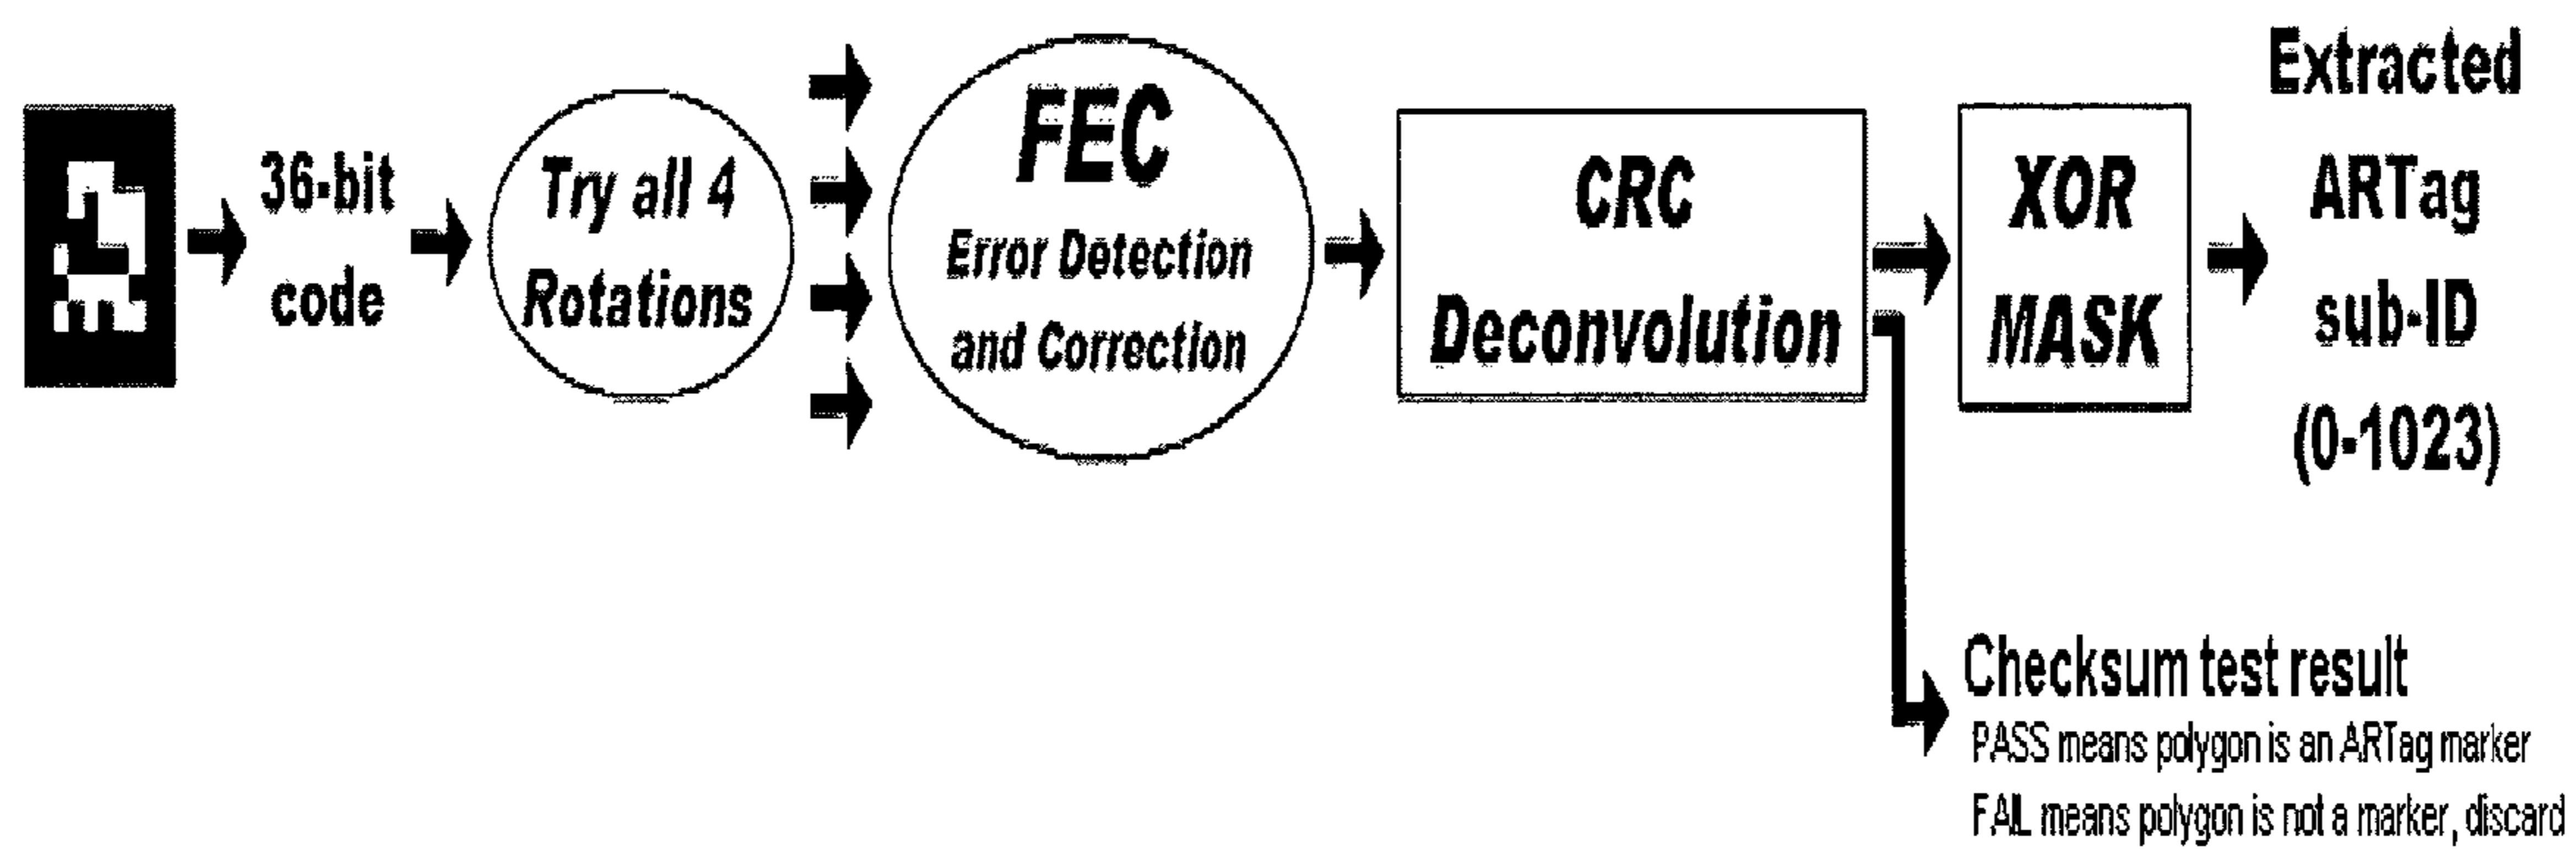 36-bit
code
Try all 4
Rotations
FEC
Error Detection
and Correction
CRC
Deconvolution
XOR
MASK
Extracted
ARTag
sub-ID
(0-1023)
Checksum test result
PASS means polygon is an ARTag marker
FAIL means polygon is not a marker, discard